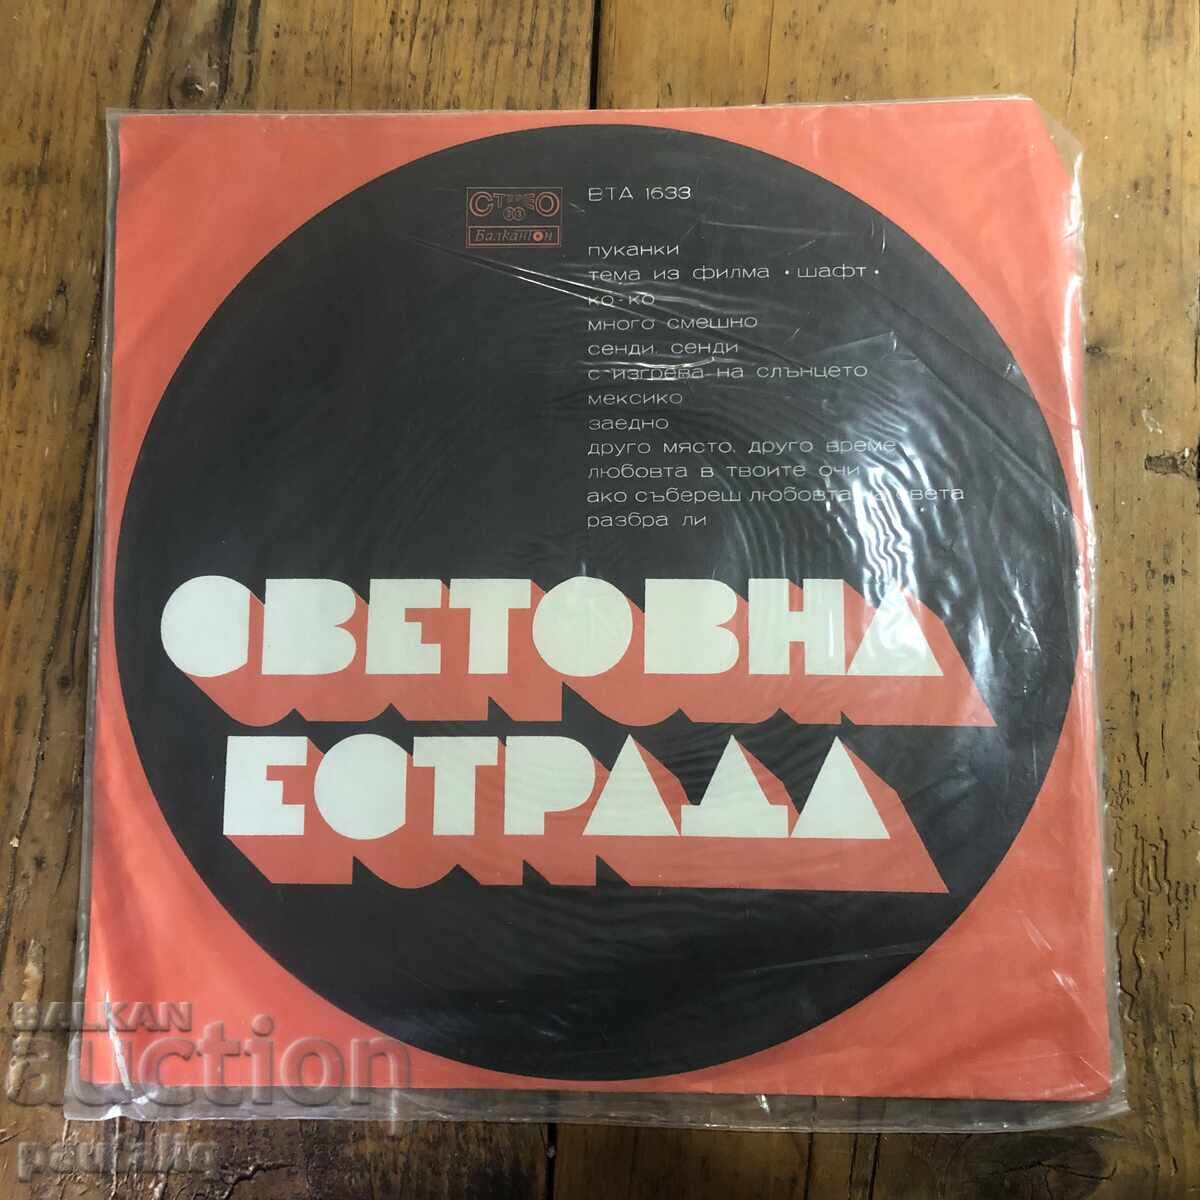 СТЕРЕО
33
Балкантон
ВТА 1633
пуканки
тема из филма • шафт •
ко-ко
много смешно
сенди, сенди
с изгрева на слънцето
мексико
заедно
друго място, друго време
любовта в твоите очи
ако събереш любовта на света
разбра ли
СВЕТОВНА
ЕСТРАДА
BALKAN
auction
pautaliq